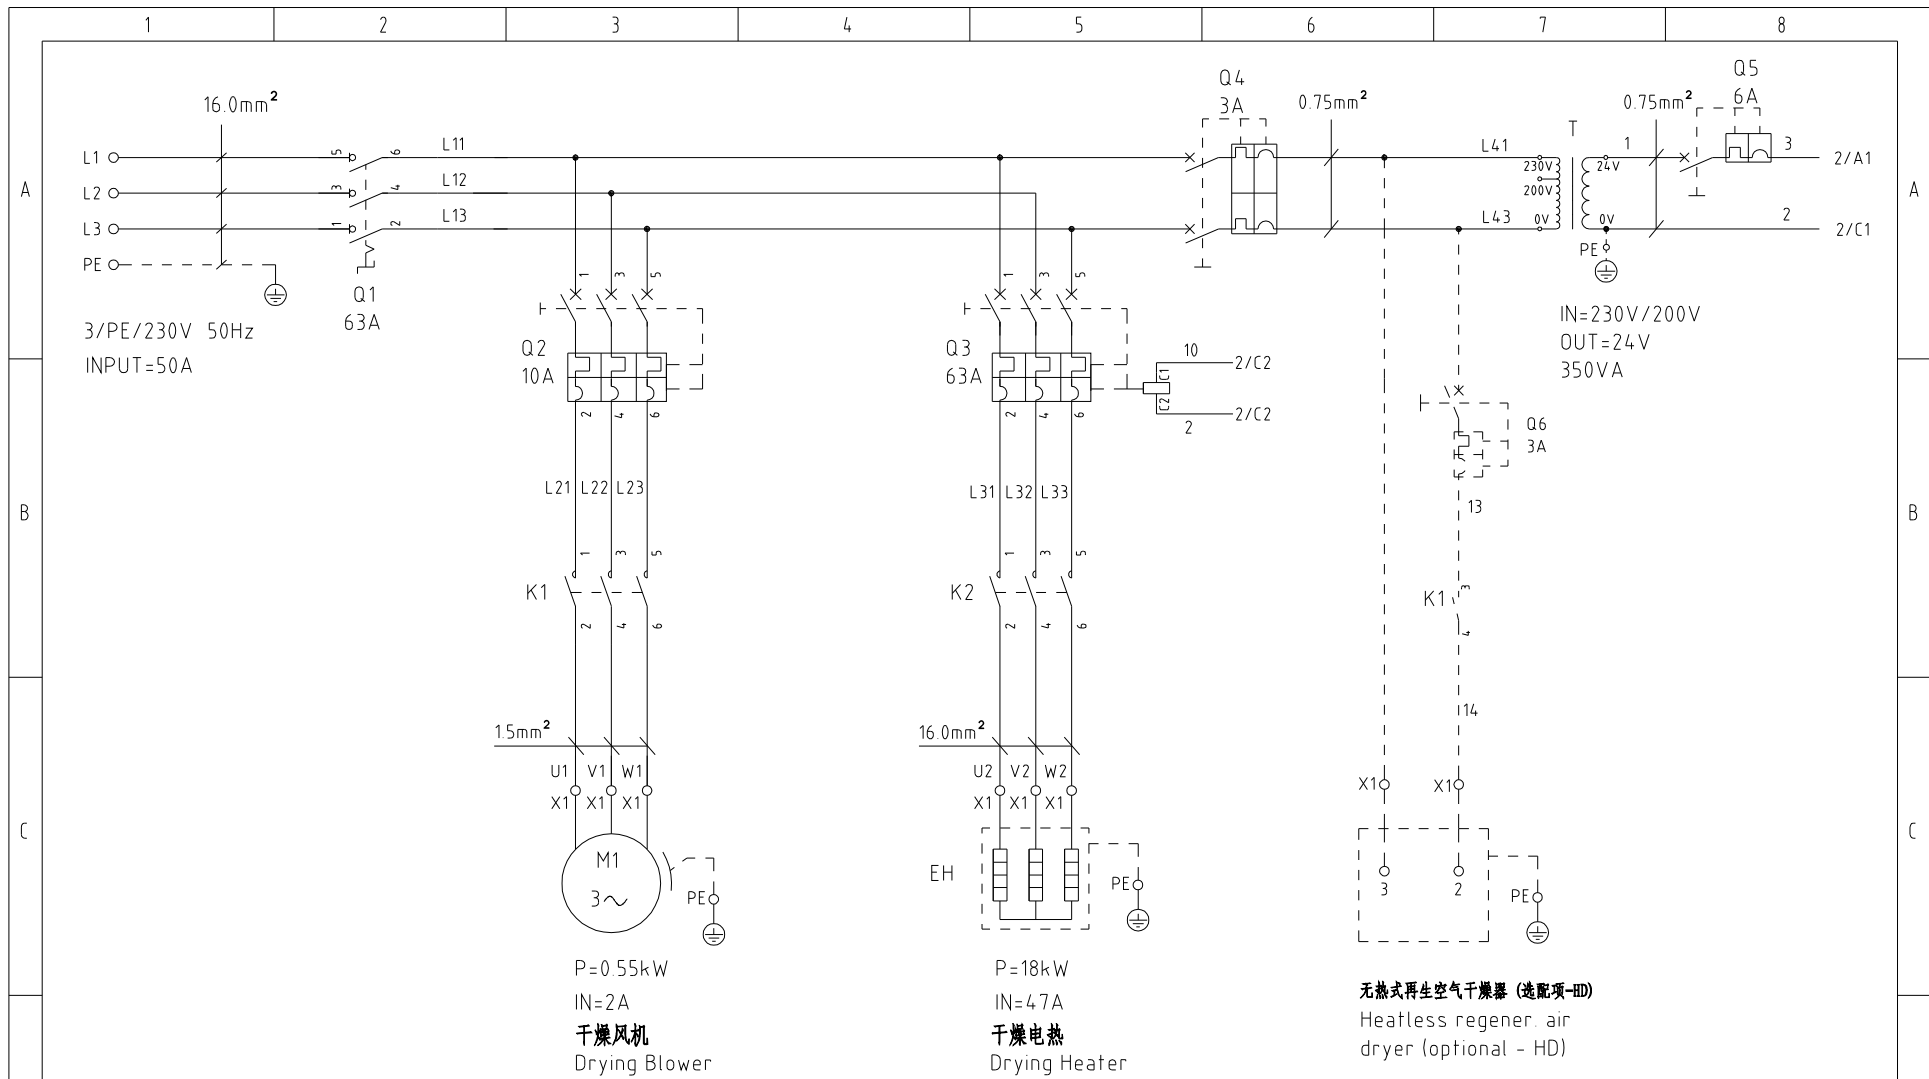 1 2 3 4 5 6 7 8
A A
B B
C C
16.0mm²
L1
L2
L3
PE
3/PE/230V 50Hz
INPUT=50A
5 6
3 4
1 2
Q1
63A
L11
L12
L13
1 3 5
Q2
10A
2 4 6
L21 L22 L23
1 3 5
K1
2 4 6
1.5mm²
U1 V1 W1
X1 X1 X1
M1
3~
PE
P=0.55kW
IN=2A
干燥风机
Drying Blower
1 3 5
Q3
63A
2 4 6
10
C1
2/C2
C2
2/C2
2
L31 L32 L33
1 3 5
K2
2 4 6
16.0mm²
U2 V2 W2
X1 X1 X1
EH
PE
P=18kW
IN=47A
干燥电热
Drying Heater
Q4
3A
0.75mm²
L41
L43
T
230V
200V
0V
24V
0V
PE
1
0.75mm²
Q5
6A
3
2/A1
2
2/C1
IN=230V/200V
OUT=24V
350VA
Q6
3A
13
3
K1
4
14
X1 X1
3 2
PE
无热式再生空气干燥器 (选配项-HD)
Heatless regener. air
dryer (optional - HD)